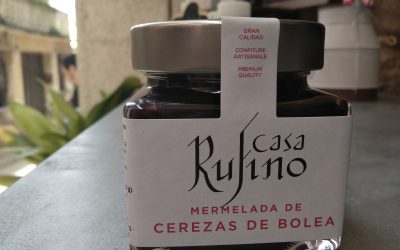 GRAN
CALIDAD
CONFITURE
ARTISANALE
PREMIUM
QUALITY
Casa
Rufino
MERMELADA DE
CEREZAS DE BOLEA